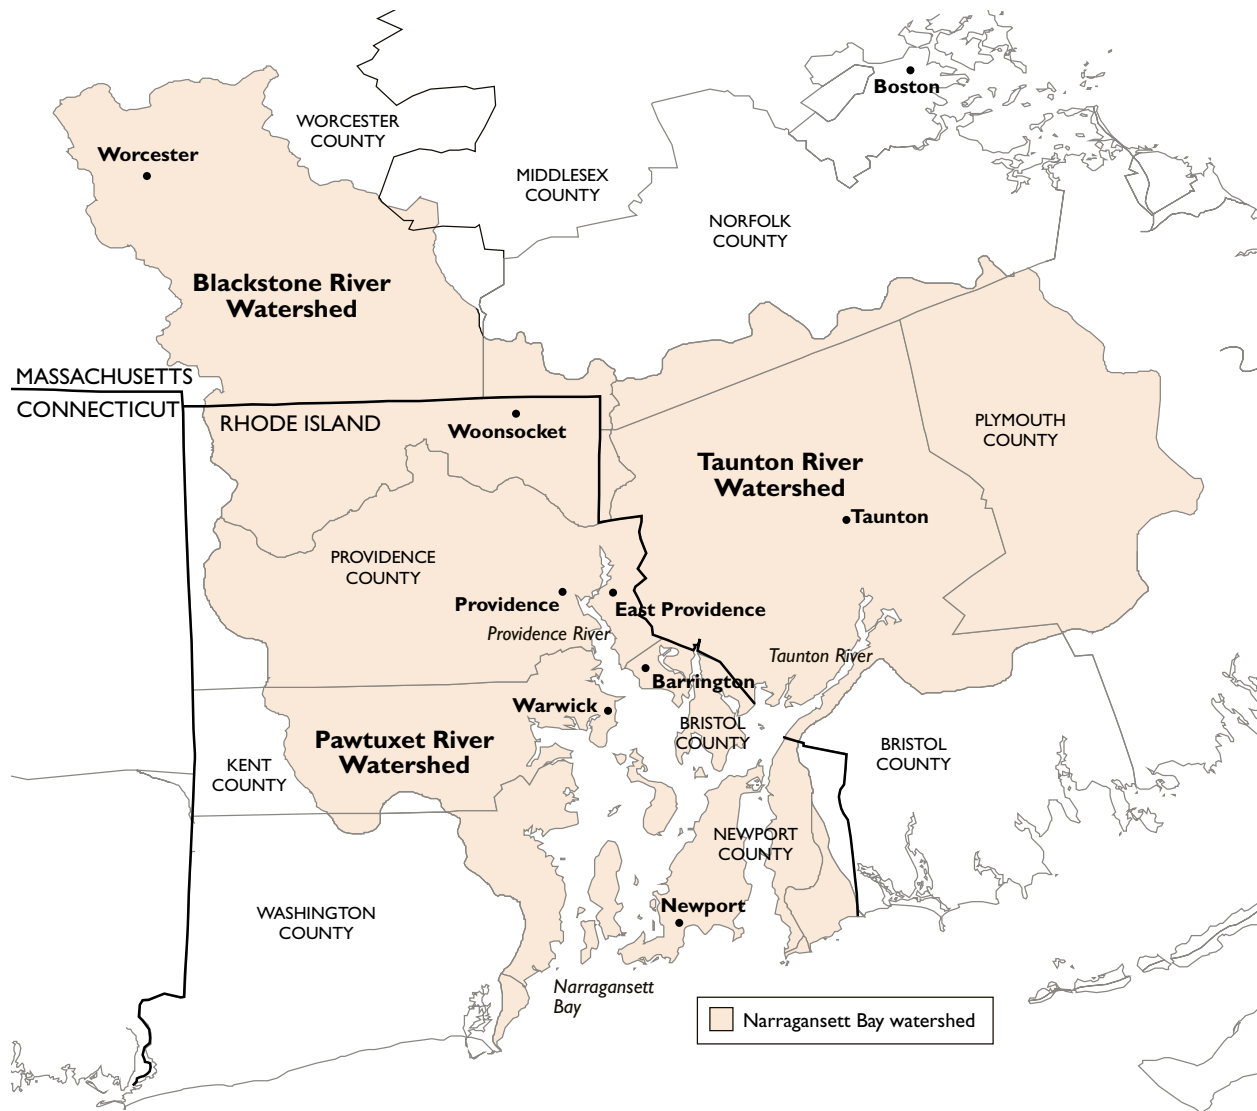 Boston
WORCESTER
COUNTY
Worcester
MIDDLESEX
COUNTY
NORFOLK
COUNTY
Blackstone River
Watershed
MASSACHUSETTS
CONNECTICUT
RHODE ISLAND
Woonsocket
PLYMOUTH
COUNTY
Taunton River
Watershed
Taunton
PROVIDENCE
COUNTY
Providence
East Providence
Providence River
Taunton River
Barrington
Warwick
BRISTOL
COUNTY
Pawtuxet River
Watershed
BRISTOL
COUNTY
KENT
COUNTY
NEWPORT
COUNTY
Newport
WASHINGTON
COUNTY
Narragansett
Bay
Narragansett Bay watershed